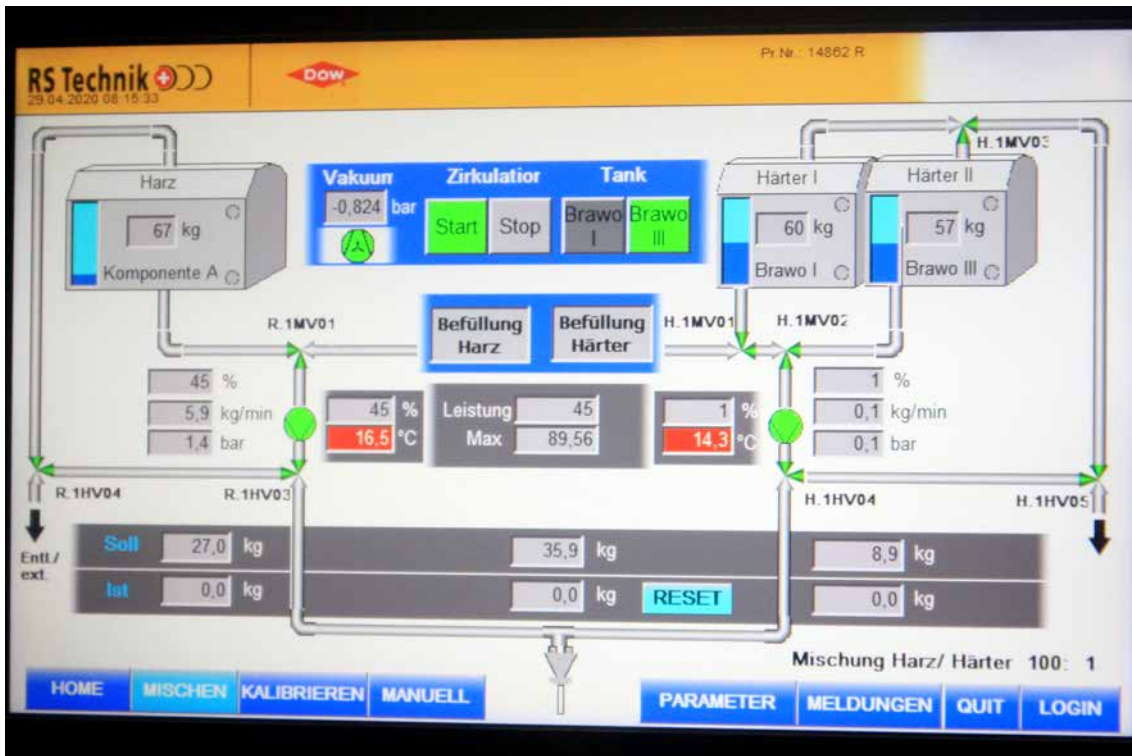 Pr.Nr.: 14862 R
RS Technik
DOW
29.04.2020 08:15:33
H.1MV03
Harz
Vakuum
Zirkulation
Tank
Härter I
Härter II
-0,824 bar
Start
Stop
Brawo I
Brawo III
67 kg
60 kg
57 kg
Komponente A
Brawo I
Brawo III
R.1MV01
Befüllung Harz
Befüllung Härter
H.1MV01
H.1MV02
45 %
5,9 kg/min
1,4 bar
45 %
16,5 °C
Leistung 45
Max 89,56
1 %
14,3 °C
1 %
0,1 kg/min
0,1 bar
R.1HV04
R.1HV03
H.1HV04
H.1HV05
Entl./
ext.
Soll 27,0 kg 35,9 kg 8,9 kg
Ist 0,0 kg 0,0 kg RESET 0,0 kg
Mischung Harz/ Härter 100: 1
HOME MISCHEN KALIBRIEREN MANUELL PARAMETER MELDUNGEN QUIT LOGIN